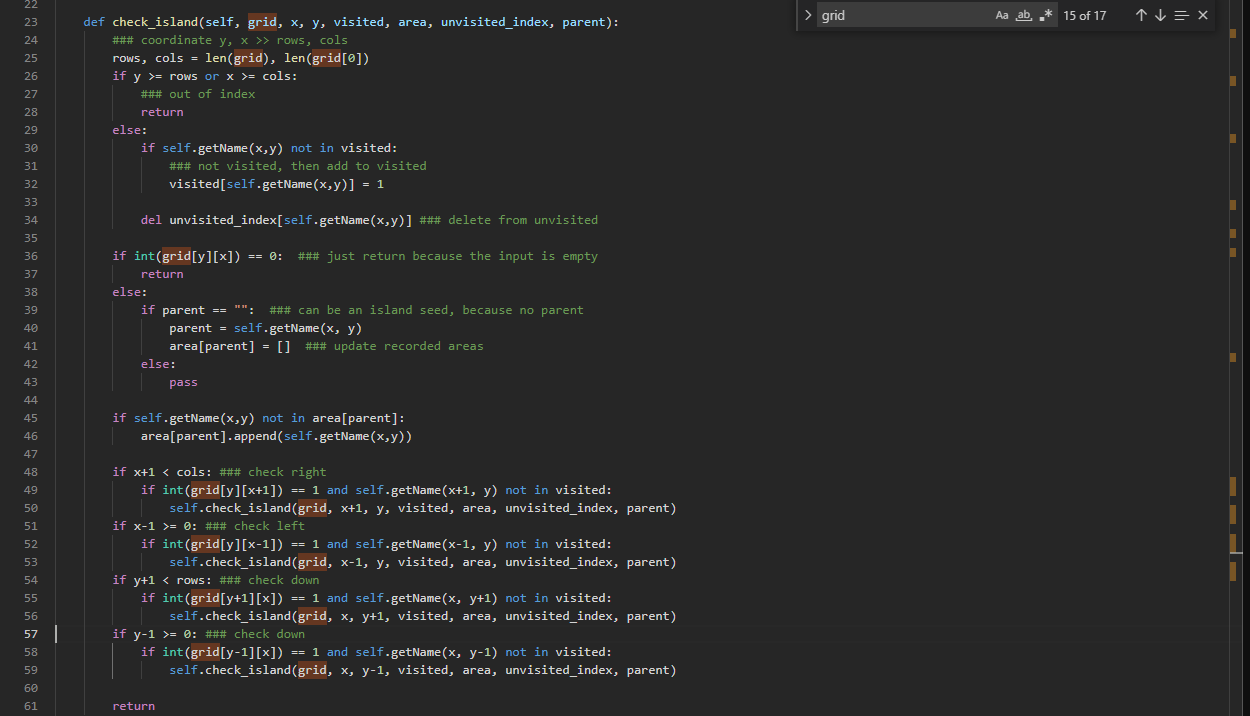 grid Aa ab, .* 15 of 17
22
23 def check_island(self, grid, x, y, visited, area, unvisited_index, parent):
24 ### coordinate y, x >> rows, cols
25 rows, cols = len(grid), len(grid[0])
26 if y >= rows or x >= cols:
27 ### out of index
28 return
29 else:
30 if self.getName(x,y) not in visited:
31 ### not visited, then add to visited
32 visited[self.getName(x,y)] = 1
33
34 del unvisited_index[self.getName(x,y)] ### delete from unvisited
35
36 if int(grid[y][x]) == 0:  ### just return because the input is empty
37 return
38 else:
39 if parent == "":  ### can be an island seed, because no parent
40 parent = self.getName(x, y)
41 area[parent] = []  ### update recorded areas
42 else:
43 pass
44
45 if self.getName(x,y) not in area[parent]:
46 area[parent].append(self.getName(x,y))
47
48 if x+1 < cols: ### check right
49 if int(grid[y][x+1]) == 1 and self.getName(x+1, y) not in visited:
50 self.check_island(grid, x+1, y, visited, area, unvisited_index, parent)
51 if x-1 >= 0: ### check left
52 if int(grid[y][x-1]) == 1 and self.getName(x-1, y) not in visited:
53 self.check_island(grid, x-1, y, visited, area, unvisited_index, parent)
54 if y+1 < rows: ### check down
55 if int(grid[y+1][x]) == 1 and self.getName(x, y+1) not in visited:
56 self.check_island(grid, x, y+1, visited, area, unvisited_index, parent)
57 if y-1 >= 0: ### check down
58 if int(grid[y-1][x]) == 1 and self.getName(x, y-1) not in visited:
59 self.check_island(grid, x, y-1, visited, area, unvisited_index, parent)
60
61 return